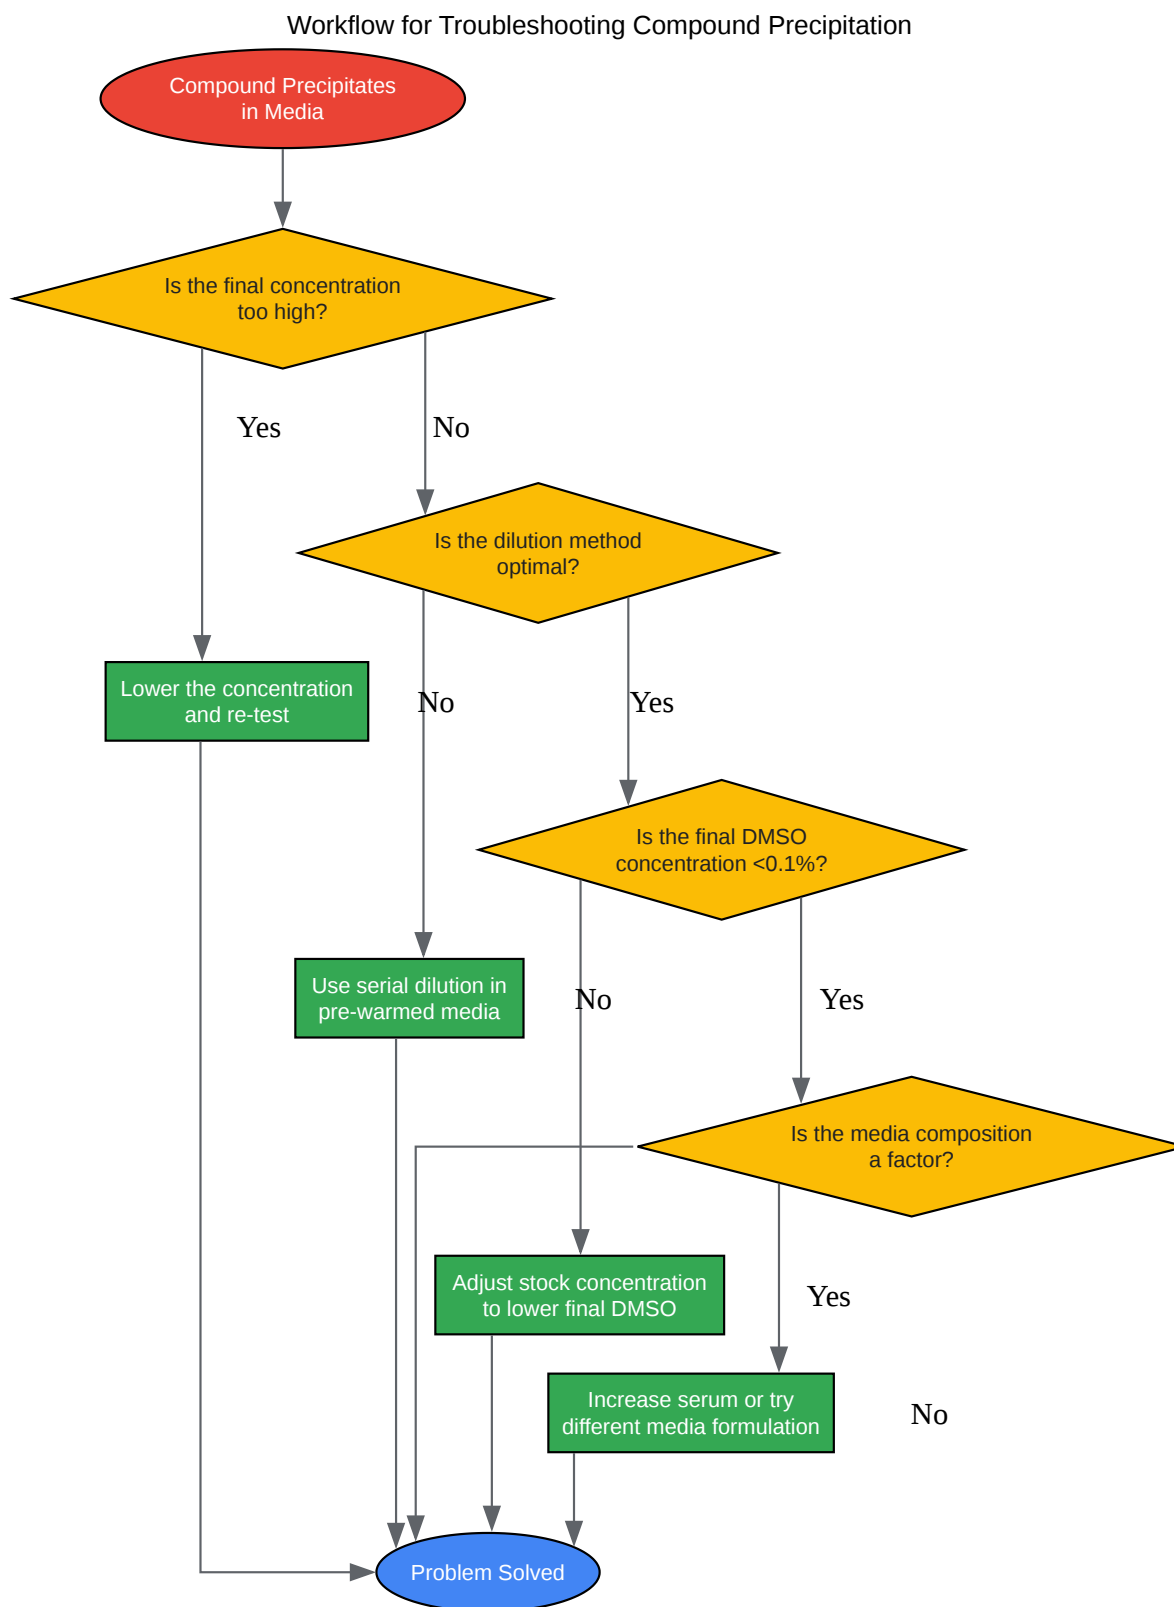 Workflow for Troubleshooting Compound Precipitation
Compound Precipitates
in Media
Is the final concentration
too high?
Yes
No
Is the dilution method
optimal?
Lower the concentration
and re-test
No
Yes
Is the final DMSO
concentration <0.1%?
Use serial dilution in
pre-warmed media
No
Yes
Is the media composition
a factor?
Adjust stock concentration
to lower final DMSO
Yes
Increase serum or try
different media formulation
No
Problem Solved